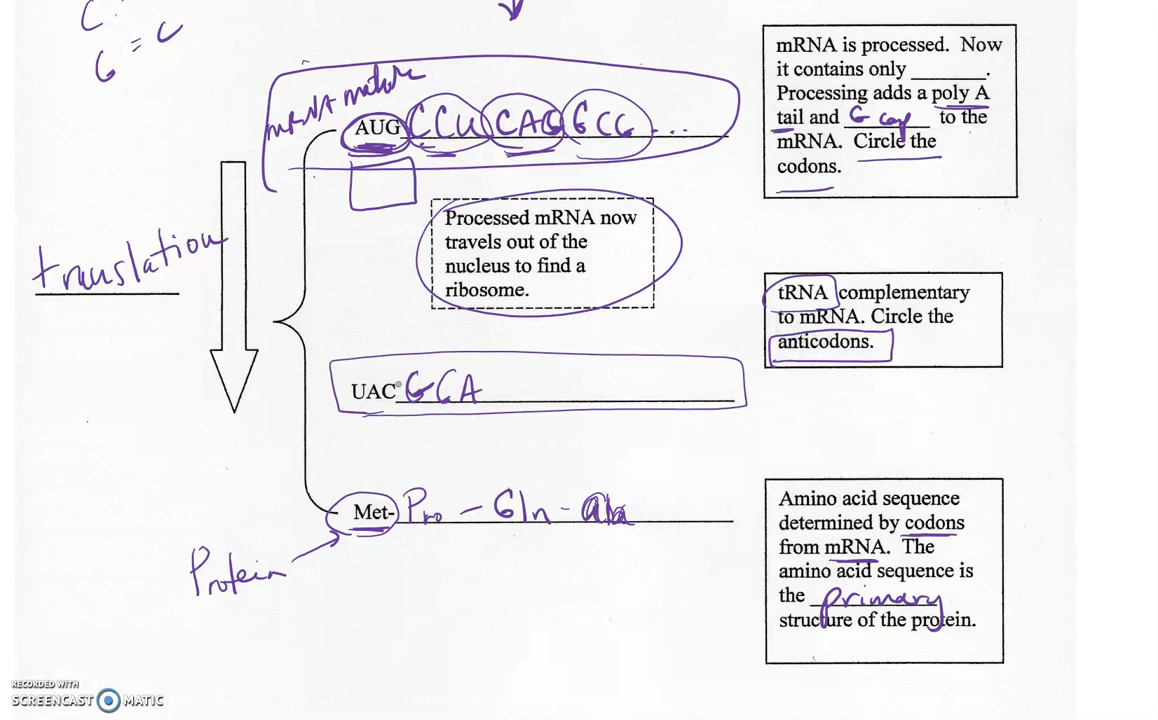 C
G = C
mRNA is processed. Now
it contains only ________.
Processing adds a poly A
tail and G cap to the
mRNA. Circle the
codons.
mRNA mature
AUG CCU CAG GCG ...
Processed mRNA now
travels out of the
nucleus to find a
ribosome.
translation
tRNA complementary
to mRNA. Circle the
anticodons.
UAC GCA
Met- Pro - Gln - ala
Protein
Amino acid sequence
determined by codons
from mRNA. The
amino acid sequence is
the primary
structure of the protein.
RECORDED WITH
SCREENCAST MATIC